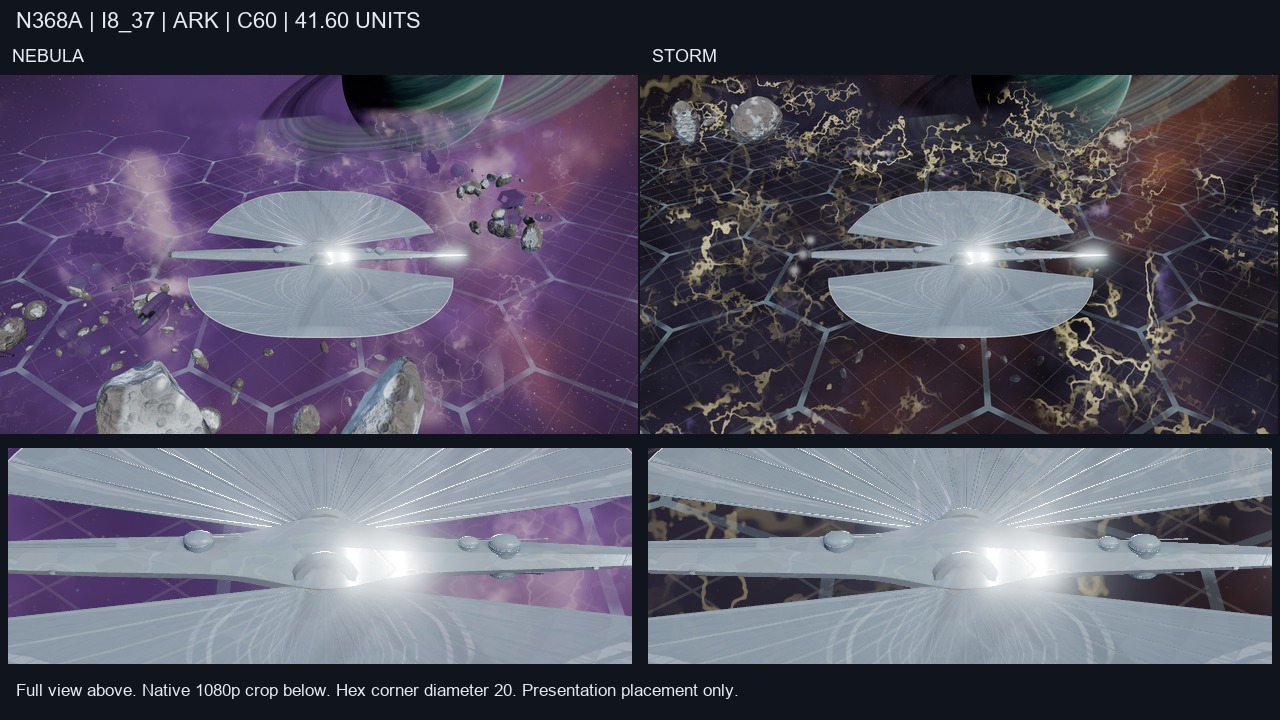 N368A | I8_37 | ARK | C60 | 41.60 UNITS
NEBULA
STORM
Full view above. Native 1080p crop below. Hex corner diameter 20. Presentation placement only.